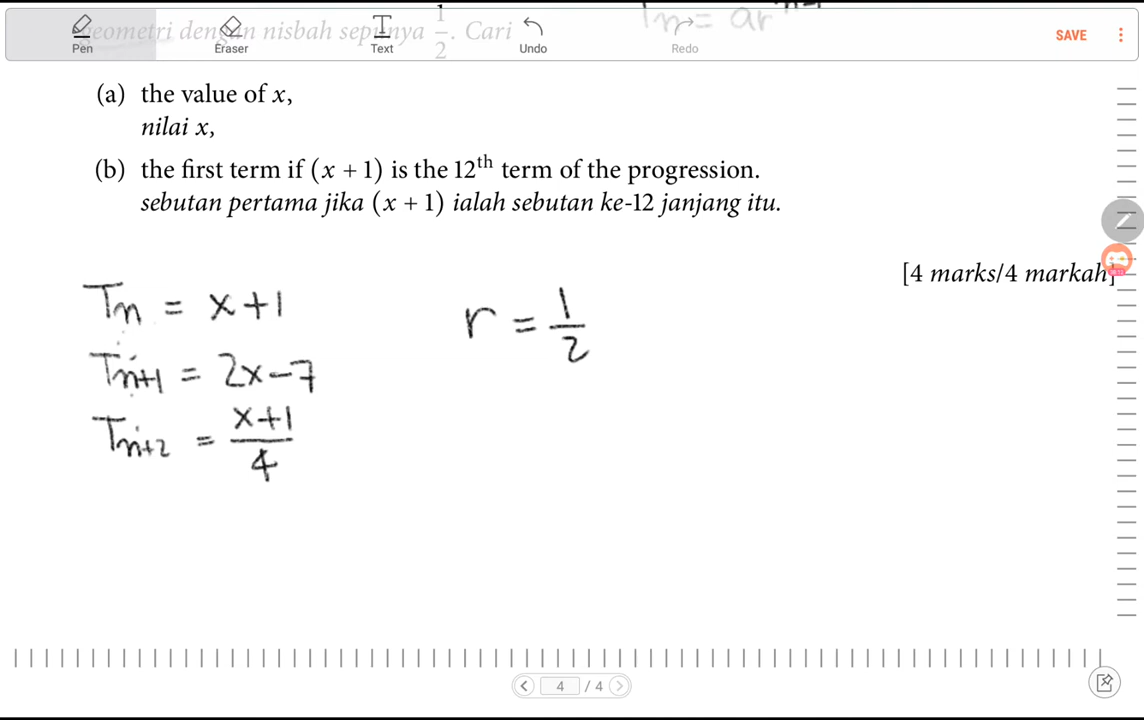 geometri dengan nisbah sepunya 1/2. Cari
Tn = ar^n-1
Pen
Eraser
Text
Undo
Redo
SAVE
(a) the value of x,
nilai x,
(b) the first term if (x + 1) is the 12th term of the progression.
sebutan pertama jika (x + 1) ialah sebutan ke-12 janjang itu.
[4 marks/4 markah]
Tn = x+1
r = 1/2
Tn+1 = 2x-7
Tn+2 = x+1/4
4 / 4